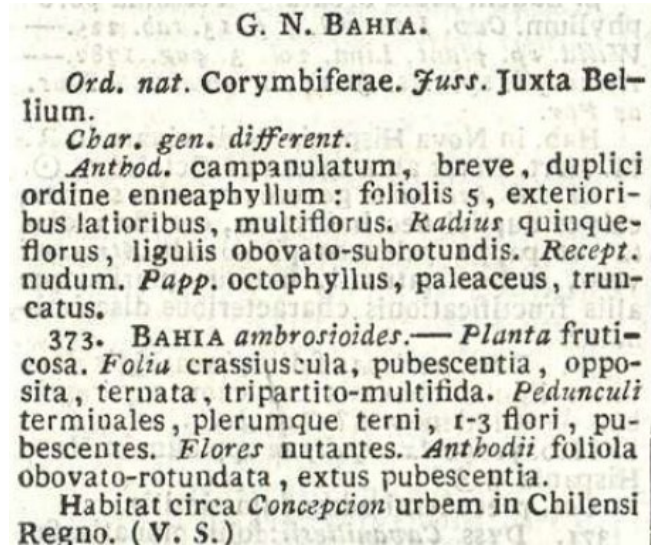 G. N. BAHIA.
Ord. nat. Corymbiferae. Juss. Juxta Bel-
lium.
Char. gen. different.
Anthod. campanulatum, breve, duplici
ordine enneaphyllum: foliolis 5, exteriori-
bus latioribus, multiflorus. Radius quinque-
florus, ligulis obovato-subrotundis. Recept.
nudum. Papp. octophyllus, paleaceus, trun-
catus.
373. BAHIA ambrosioides.— Planta fruti-
cosa. Folia crassiuscula, pubescentia, oppo-
sita, ternata, tripartito-multifida. Pedunculi
terminales, plerumque terni, 1-3 flori, pu-
bescentes. Flores nutantes. Anthodii foliola
obovato-rotundata, extus pubescentia.
Habitat circa Concepcion urbem in Chilensi
Regno. (V. S.)